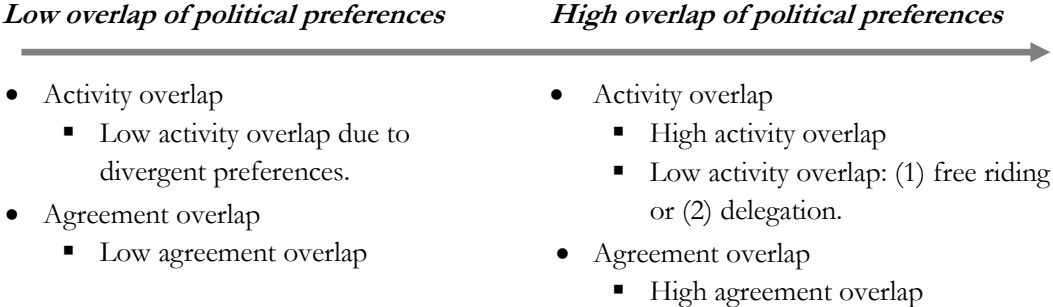 Low overlap of political preferences
High overlap of political preferences
• Activity overlap
▪ Low activity overlap due to
divergent preferences.
• Agreement overlap
▪ Low agreement overlap
• Activity overlap
▪ High activity overlap
▪ Low activity overlap: (1) free riding
or (2) delegation.
• Agreement overlap
▪ High agreement overlap